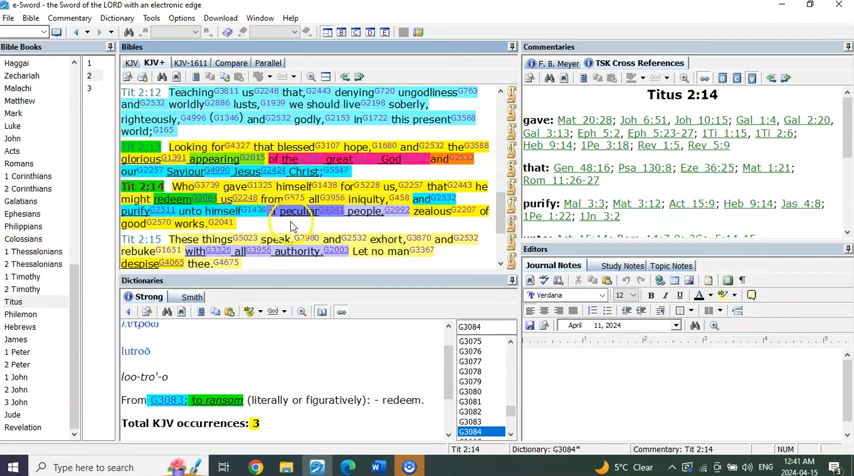 e-Sword - the Sword of the LORD with an electronic edge
File Bible Commentary Dictionary Tools Options Download Window Help
Bible Books
Haggai
Zechariah
Malachi
Matthew
Mark
Luke
John
Acts
Romans
1 Corinthians
2 Corinthians
Galatians
Ephesians
Philippians
Colossians
1 Thessalonians
2 Thessalonians
1 Timothy
2 Timothy
Titus
Philemon
Hebrews
James
1 Peter
2 Peter
1 John
2 John
3 John
Jude
Revelation
1
2
3
Bibles
KJV KJV+ KJV-1611 Compare Parallel
Tit 2:12 Teaching G3811 us G2248 that, G2443 denying G720 ungodliness G763
and G2532 worldly G2886 lusts, G1939 we should live G2198 soberly, G4996
righteously, G1346 and G2532 godly, G2153 in G1722 this present G3568
world; G165
Tit 2:13 Looking for G4327 that blessed G3107 hope, G1680 and G2532 the
glorious G1391 appearing G2015 of the great God and G2532
our Saviour G4990 Jesus G2424 Christ; G5547
Tit 2:14 Who G3739 gave G1325 himself G1438 for G5228 us, G2257 that G2443 he
might redeem G3084 us G2248 from G575 all G3956 iniquity, G458 and G2532
purify G2511 unto himself G1438 a peculiar G4041 people, G2992 zealous G2207 of
good G2570 works. G2041
Tit 2:15 These things G5023 speak, G2980 and G2532 exhort, G3870 and G2532
rebuke G1651 with G3326 all G3956 authority. G2003 Let no man G3367
despise G4065 thee. G4675
Dictionaries
Strong Smith
λυτρόω
lutroō
loo-tro'-o
From G3083; to ransom (literally or figuratively): - redeem.
Total KJV occurrences: 3
G3084
G3075
G3076
G3077
G3078
G3079
G3080
G3081
G3082
G3083
G3084
Commentaries
F. B. Meyer TSK Cross References
Titus 2:14
gave: Mat 20:28; Joh 6:51, Joh 10:15; Gal 1:4, Gal 2:20,
Gal 3:13; Eph 5:2, Eph 5:23-27; 1Ti 1:15, 1Ti 2:6;
Heb 9:14; 1Pe 3:18; Rev 1:5, Rev 5:9
that: Gen 48:16; Psa 130:8; Eze 36:25; Mat 1:21;
Rom 11:26-27
purify: Mal 3:3; Mat 3:12; Act 15:9; Heb 9:14; Jas 4:8;
1Pe 1:22; 1Jn 3:2
Editors
Journal Notes Study Notes Topic Notes
Verdana 12 B I U
April 11, 2024
Tit 2:14 Dictionary: G3084* Commentary: Tit 2:14 NUM
Type here to search
5°C Clear ENG 12:41 AM
2024-04-15